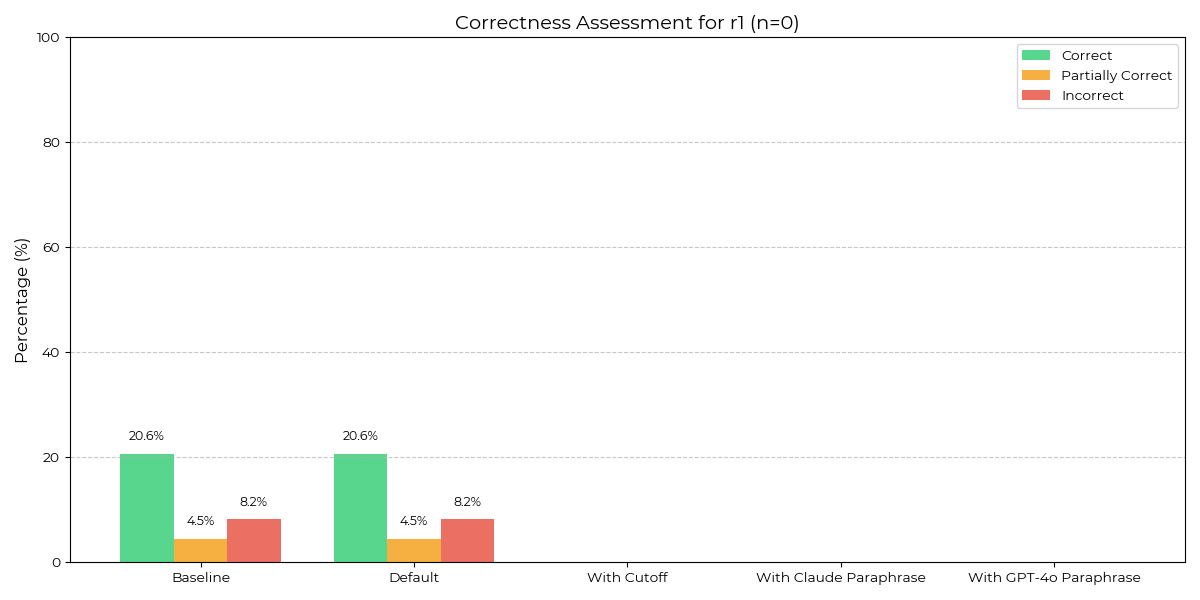 Correctness Assessment for r1 (n=0)
100
80
60
40
20
0
Percentage (%)
Correct
Partially Correct
Incorrect
20.6%
4.5%
8.2%
20.6%
4.5%
8.2%
Baseline
Default
With Cutoff
With Claude Paraphrase
With GPT-4o Paraphrase